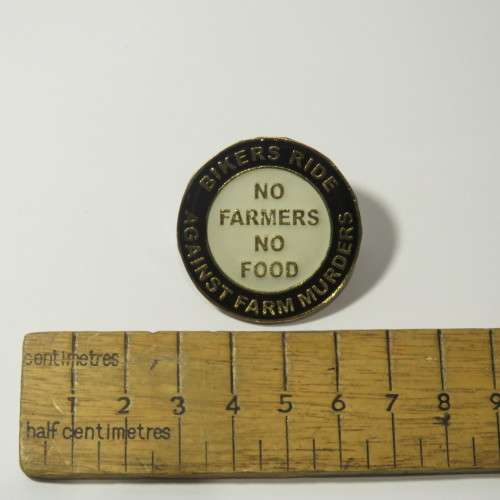 BIKERS RIDE
NO
FARMERS
NO
FOOD
AGAINST FARM MURDERS
centimetres
1 2 3 4 5 6 7 8 9
half centimetres